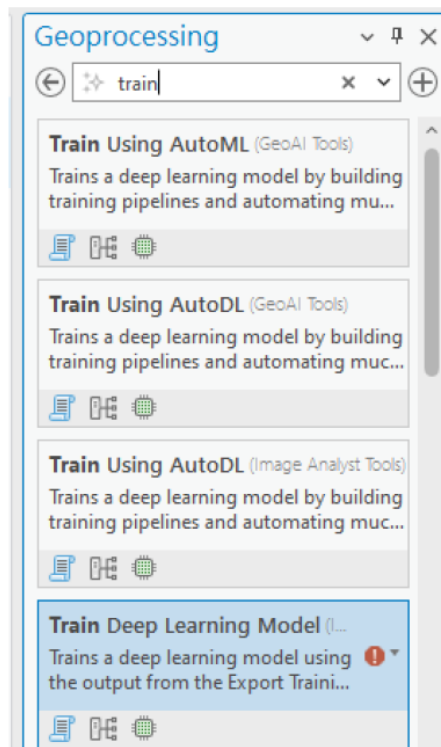 Geoprocessing
train
Train Using AutoML (GeoAI Tools)
Trains a deep learning model by building
training pipelines and automating mu...
Train Using AutoDL (GeoAI Tools)
Trains a deep learning model by building
training pipelines and automating muc...
Train Using AutoDL (Image Analyst Tools)
Trains a deep learning model by building
training pipelines and automating muc...
Train Deep Learning Model (I...
Trains a deep learning model using
the output from the Export Traini...